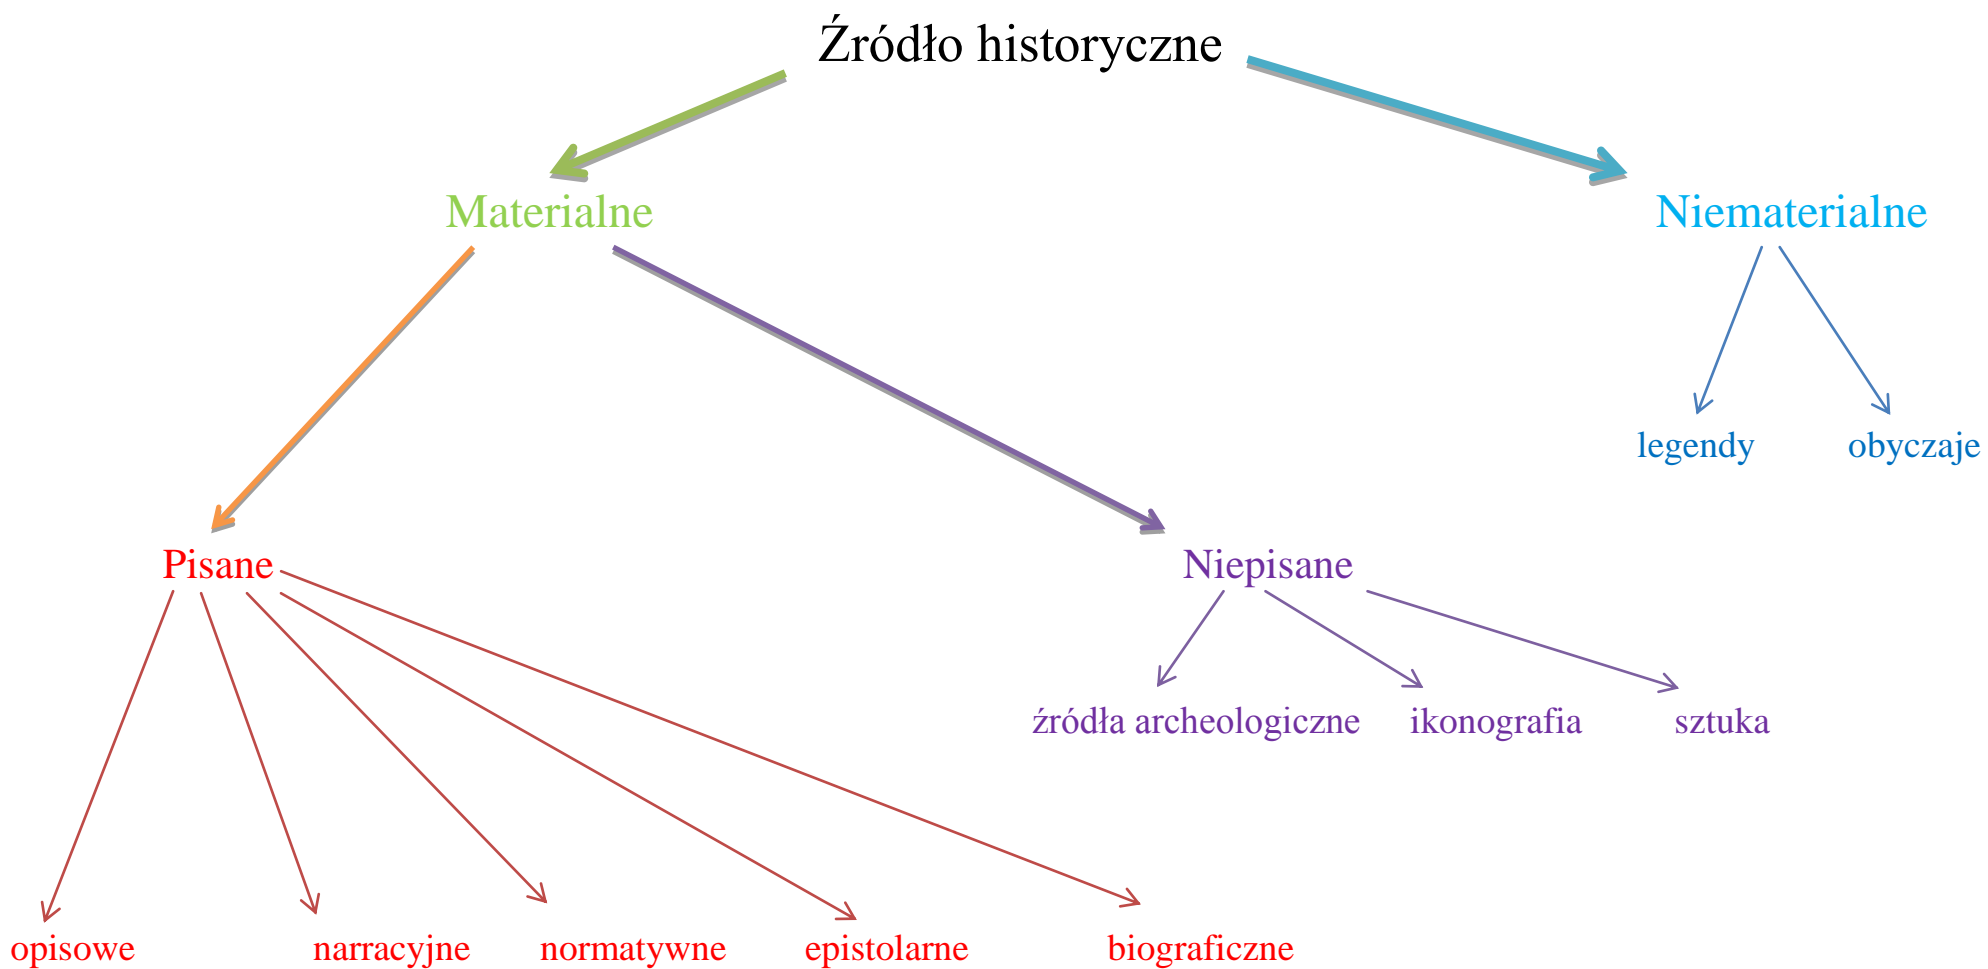 Źródło historyczne
Materialne
Niematerialne
legendy
obyczaje
Pisane
Niepisane
źródła archeologiczne
ikonografia
sztuka
opisowe
narracyjne
normatywne
epistolarne
biograficzne